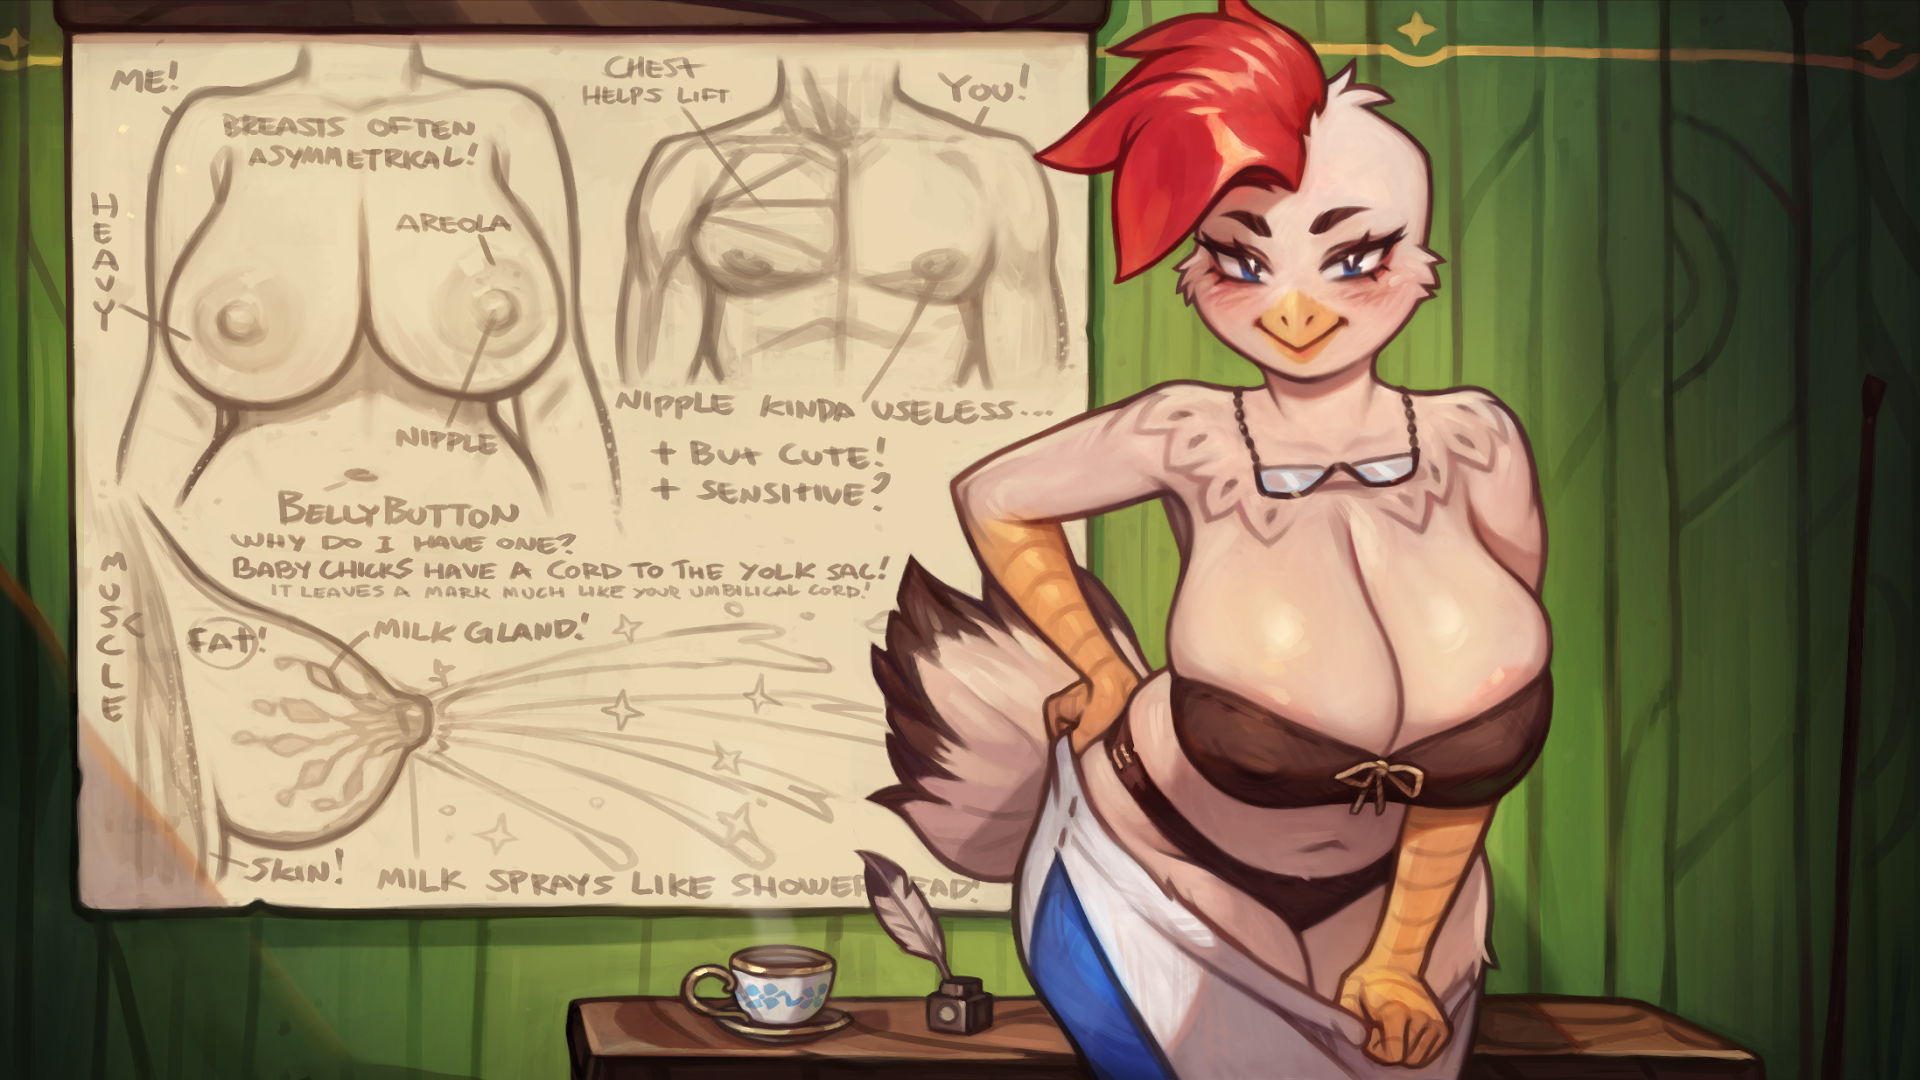 ME!
BREASTS OFTEN
ASYMMETRICAL!
HEAVY
AREOLA
NIPPLE
CHEST
HELPS LIFT
YOU!
NIPPLE KINDA USELESS...
+ BUT CUTE!
+ SENSITIVE?
BELLYBUTTON
WHY DO I HAVE ONE?
BABY CHICKS HAVE A CORD TO THE YOLK SAC!
IT LEAVES A MARK MUCH LIKE YOUR UMBILICAL CORD!
MUSCLE
FAT!
MILK GLAND!
SKIN!
MILK SPRAYS LIKE SHOWERHEAD!